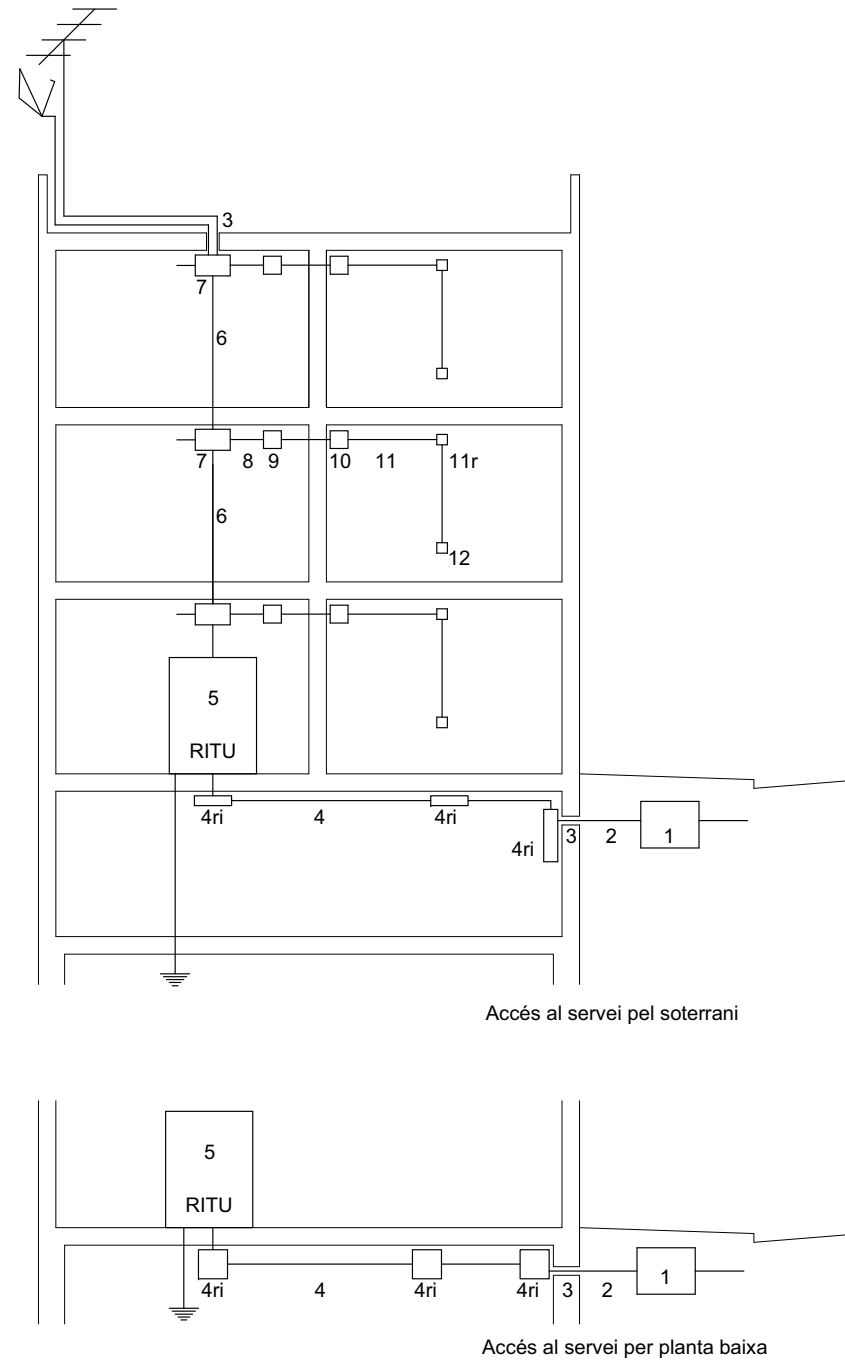 3
7
6
7 8 9 10 11 11r
6
12
5
RITU
4ri 4 4ri
4ri 3 2 1
Accés al servei pel soterrani
5
RITU
4ri 4 4ri 4ri 3 2 1
Accés al servei per planta baixa